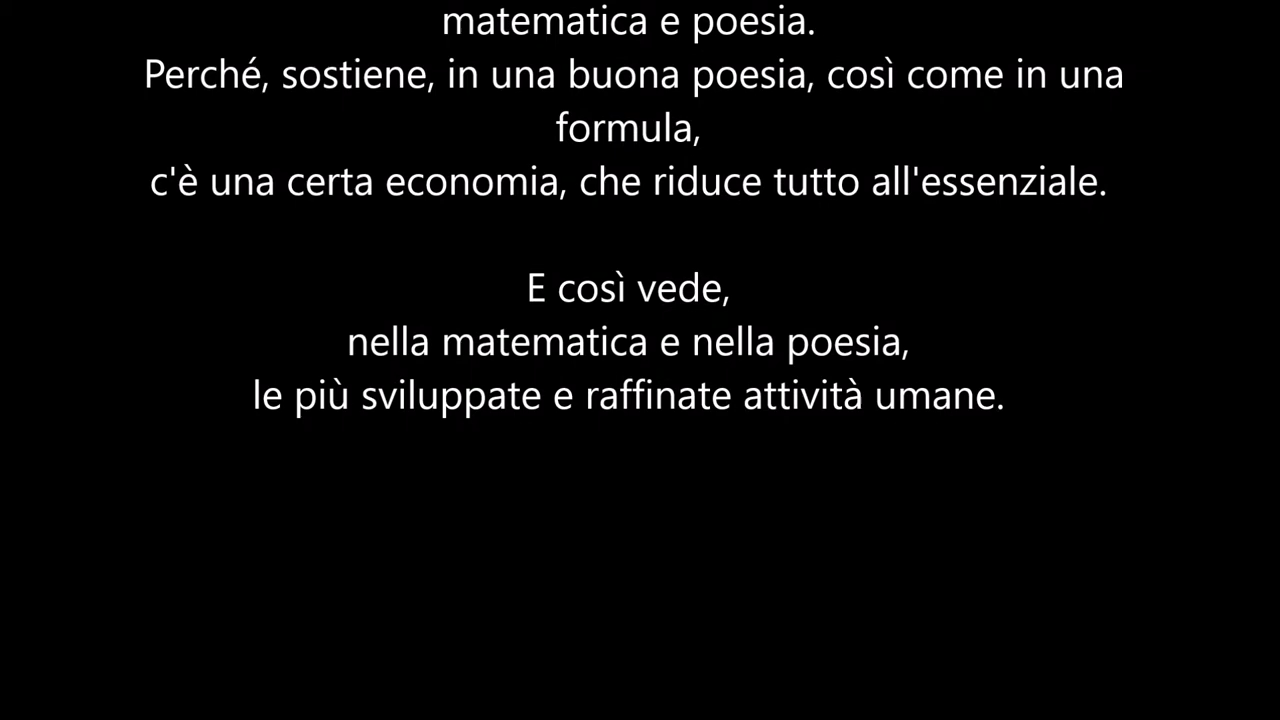 matematica e poesia.
Perché, sostiene, in una buona poesia, così come in una
formula,
c'è una certa economia, che riduce tutto all'essenziale.
E così vede,
nella matematica e nella poesia,
le più sviluppate e raffinate attività umane.